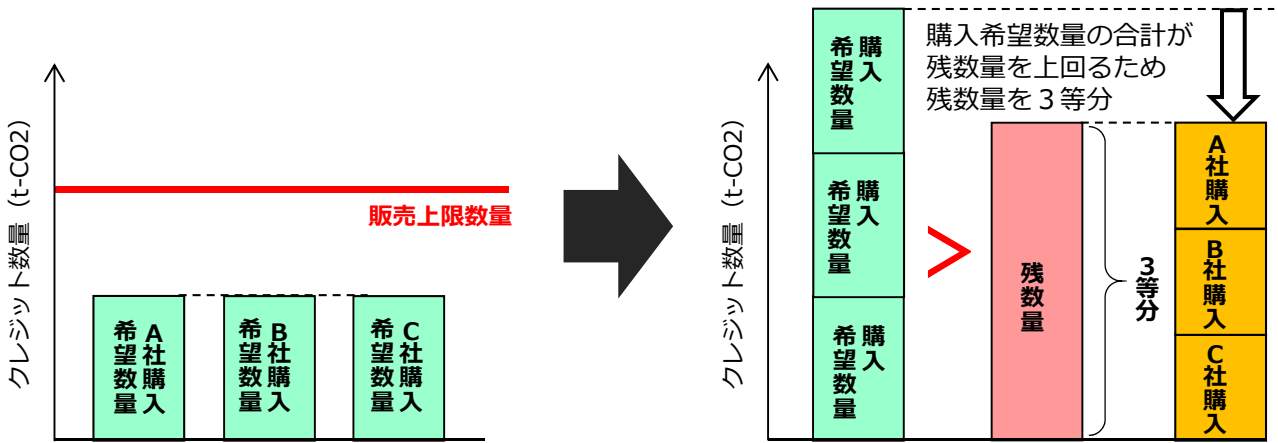 クレジット数量（t-CO2）
販売上限数量
A社購入
希望数量
B社購入
希望数量
C社購入
希望数量
クレジット数量（t-CO2）
購入
希望数量
購入
希望数量
購入
希望数量
購入希望数量の合計が
残数量を上回るため
残数量を３等分
＞
残数量
3等分
A社購入
B社購入
C社購入